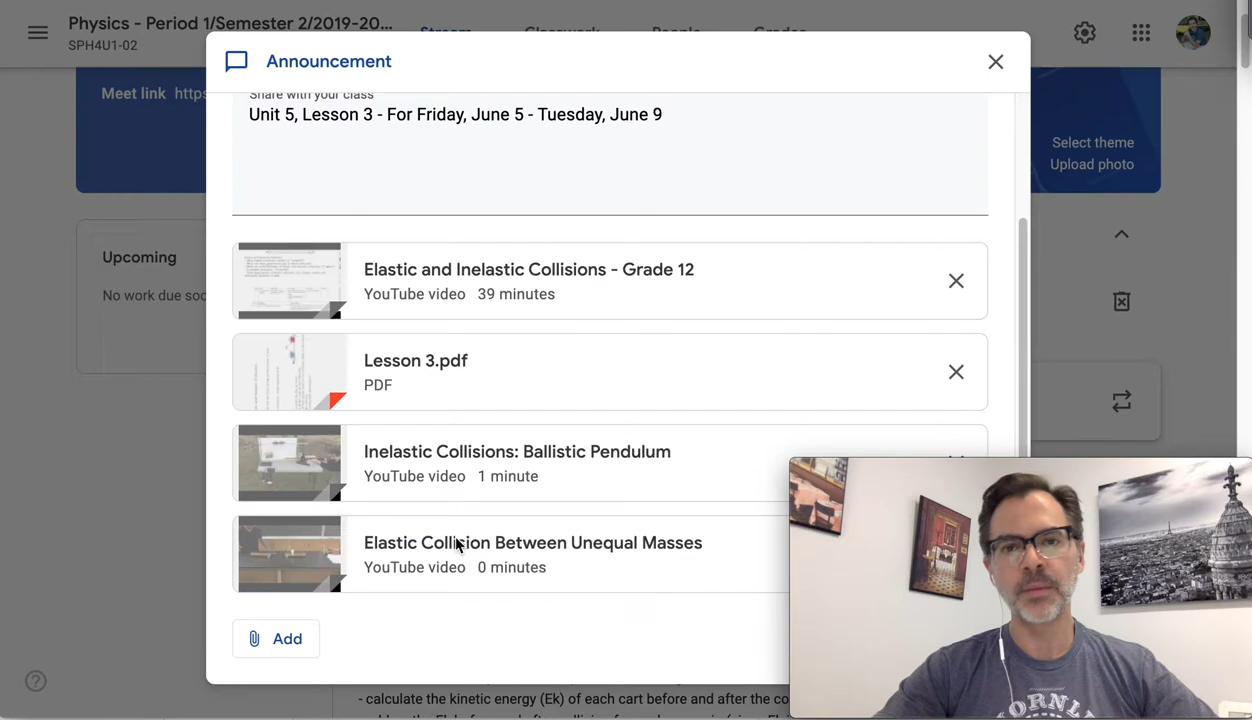 Physics - Period 1/Semester 2/2019-20...
SPH4U1-02
Meet link
Announcement
Share with your class
Unit 5, Lesson 3 - For Friday, June 5 - Tuesday, June 9
Select theme
Upload photo
Upcoming
No work due soo
Elastic and Inelastic Collisions - Grade 12
YouTube video 39 minutes
Lesson 3.pdf
PDF
Inelastic Collisions: Ballistic Pendulum
YouTube video 1 minute
Elastic Collision Between Unequal Masses
YouTube video 0 minutes
Add
- calculate the kinetic energy (Ek) of each cart before and after the co